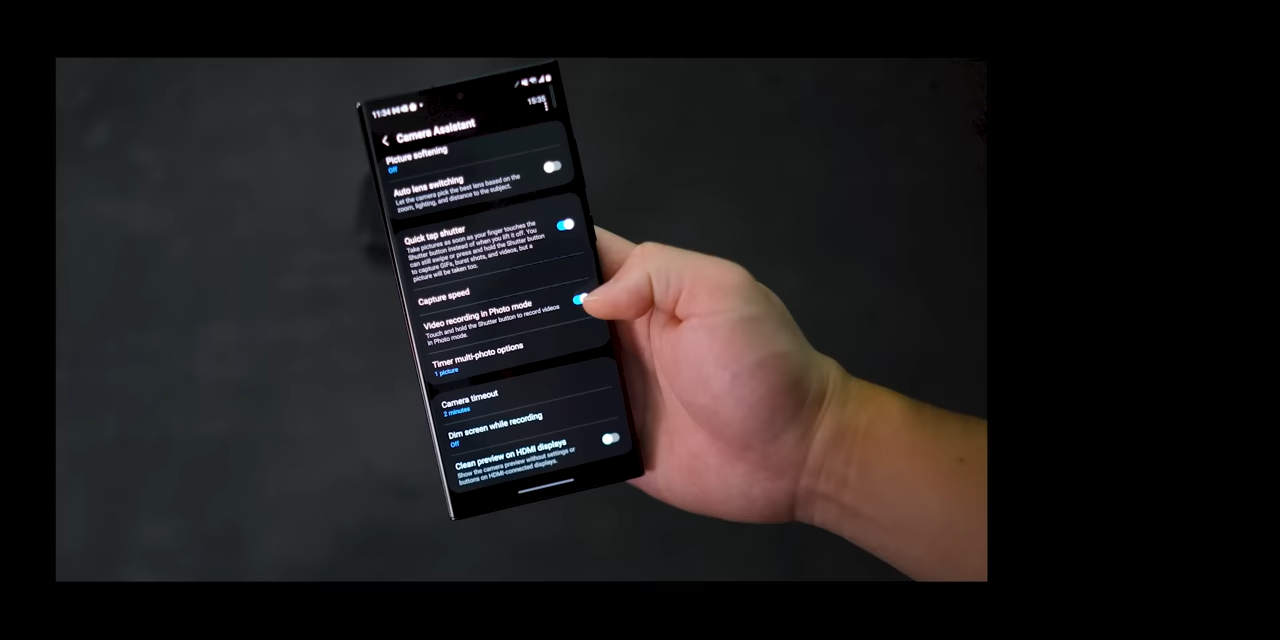 11:34
15:35
Camera Assistant
Picture softening
Off
Auto lens switching
Let the camera pick the best lens based on the
zoom, lighting, and distance to the subject.
Quick tap shutter
Take pictures as soon as your finger touches the
Shutter button instead of when you lift it off. You
can still swipe or press and hold the Shutter button
to capture GIFs, burst shots, and videos, but a
picture will be taken too.
Capture speed
Video recording in Photo mode
Touch and hold the Shutter button to record videos
in Photo mode.
Timer multi-photo options
1 picture
Camera timeout
2 minutes
Dim screen while recording
Off
Clean preview on HDMI displays
Show the camera preview without settings or
buttons on HDMI-connected displays.